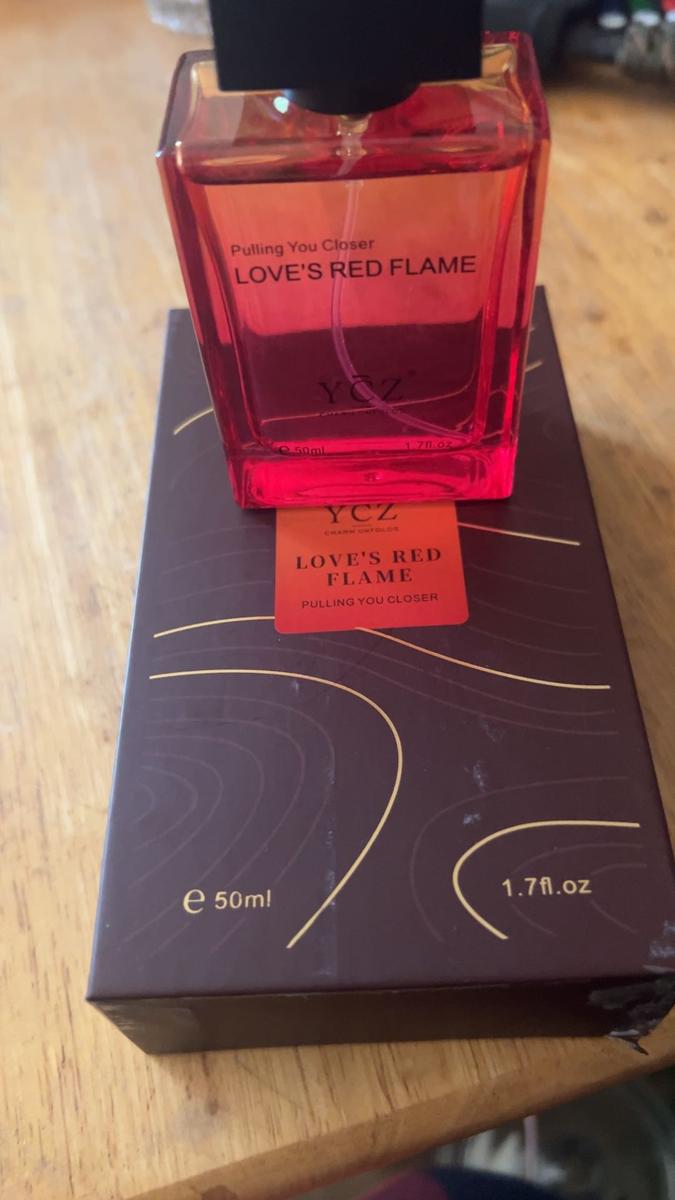 Pulling You Closer
LOVE'S RED FLAME
YCZ
℮ 50ml 1.7fl.oz
YCZ
CHARM UNFOLDS
LOVE'S RED
FLAME
PULLING YOU CLOSER
℮ 50ml 1.7fl.oz